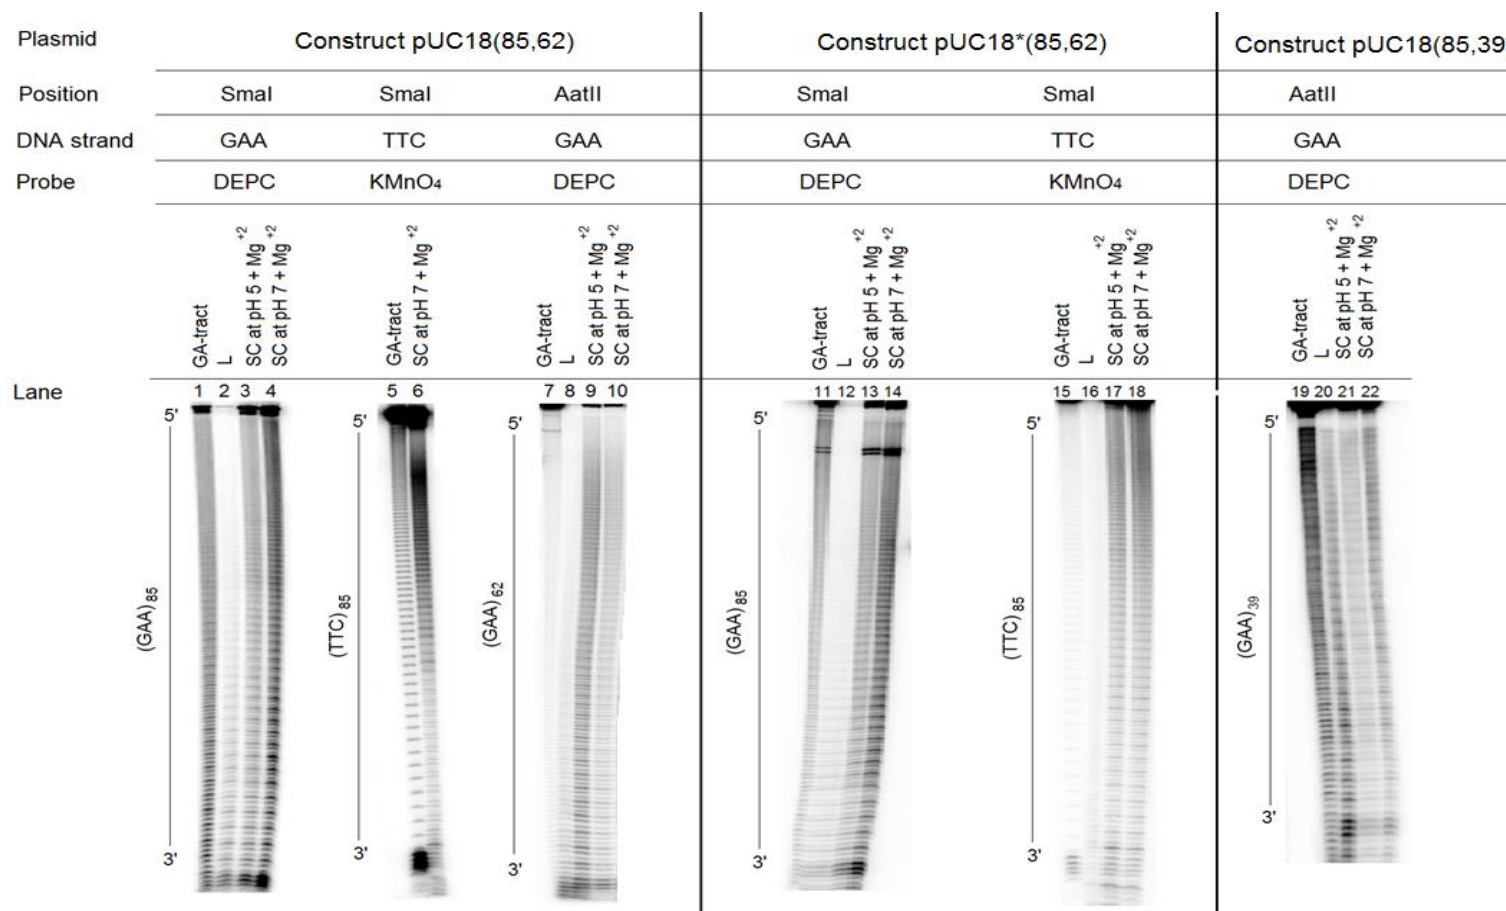 Plasmid Construct pUC18(85,62) Construct pUC18*(85,62) Construct pUC18(85,39
Position SmaI SmaI AatII SmaI SmaI AatII
DNA strand GAA TTC GAA GAA TTC GAA
Probe DEPC KMnO4 DEPC DEPC KMnO4 DEPC
GA-tract L SC at pH 5 + Mg+2 SC at pH 7 + Mg+2 GA-tract SC at pH 7 + Mg+2 GA-tract L SC at pH 5 + Mg+2 SC at pH 7 + Mg+2 GA-tract L SC at pH 5 + Mg+2 SC at pH 7 + Mg+2 GA-tract L SC at pH 5 + Mg+2 SC at pH 7 + Mg+2 GA-tract L SC at pH 5 + Mg+2 SC at pH 7 + Mg+2
Lane 1 2 3 4 5 6 7 8 9 10 11 12 13 14 15 16 17 18 19 20 21 22
5' 5' 5' 5' 5' 5'
(GAA)85 (TTC)85 (GAA)62 (GAA)85 (TTC)85 (GAA)39
3' 3' 3' 3' 3' 3'